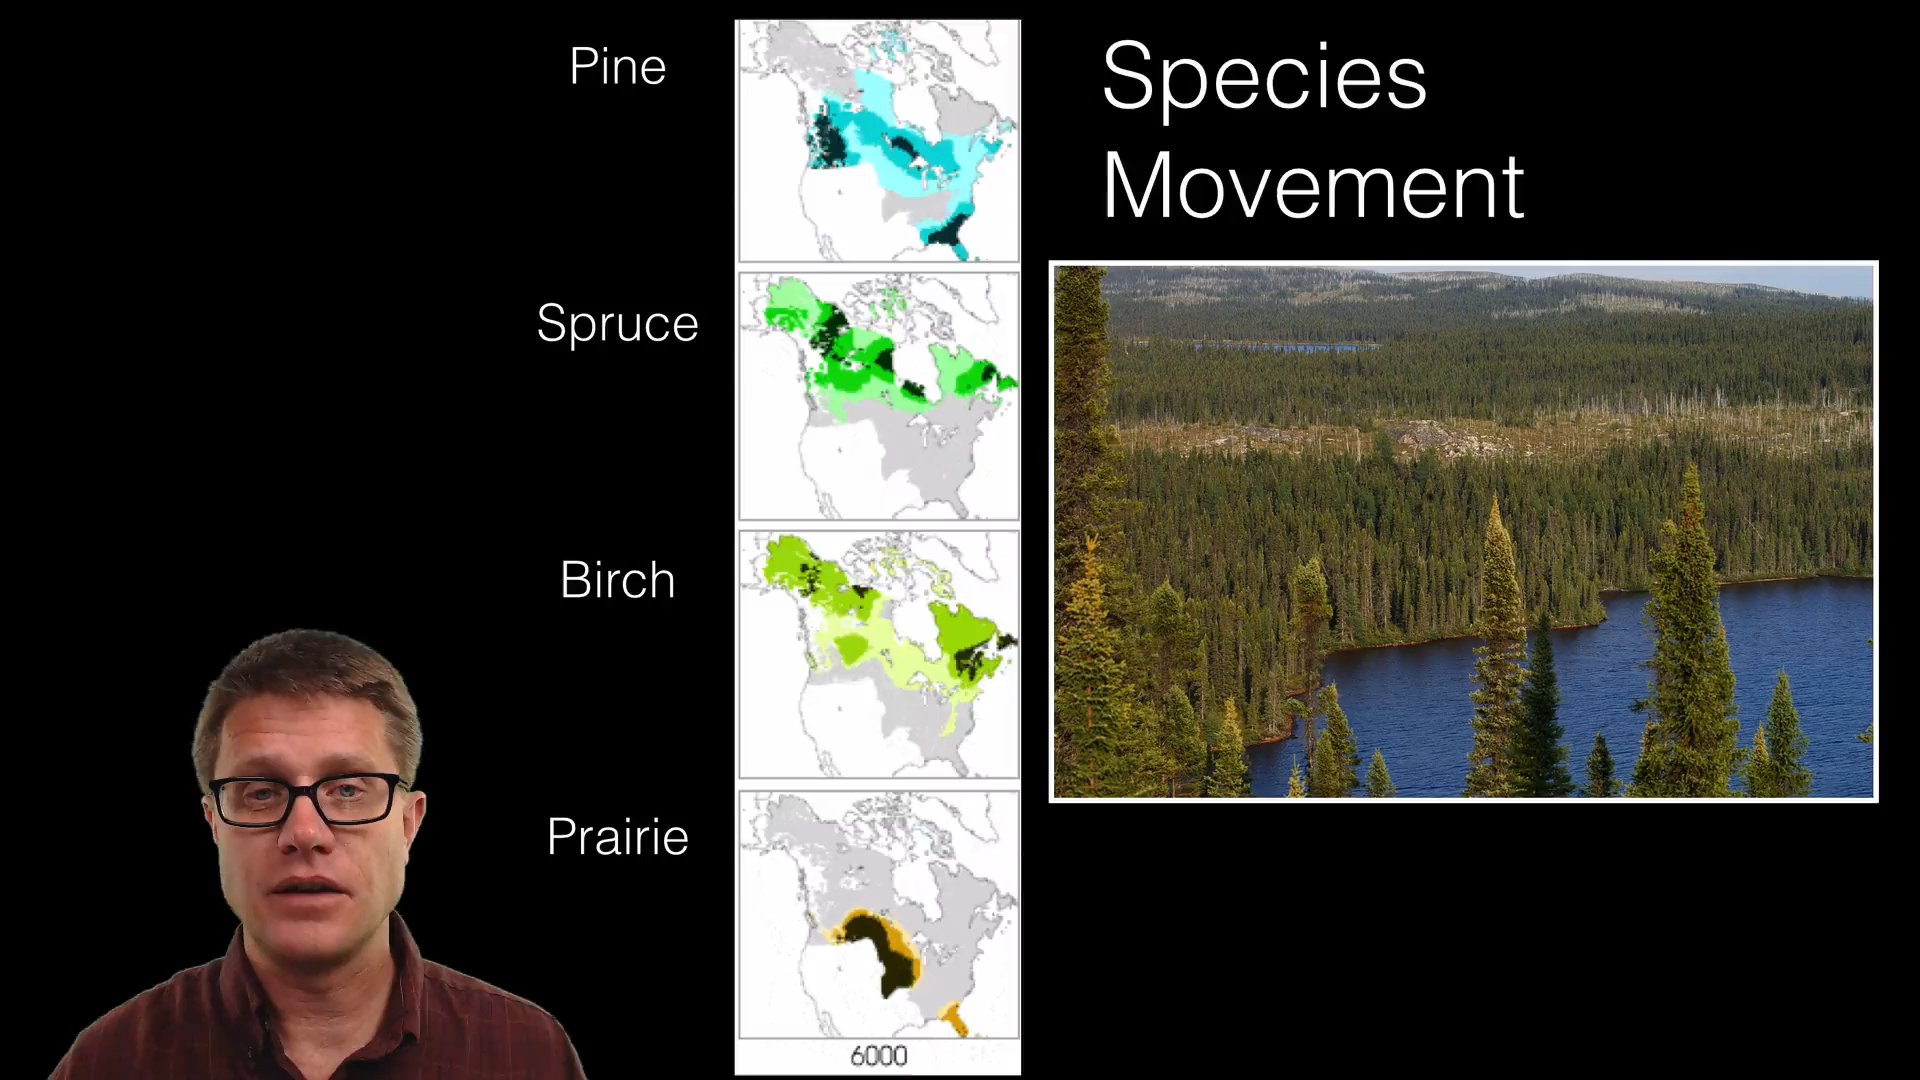 Species
Movement
Pine
Spruce
Birch
Prairie
6000